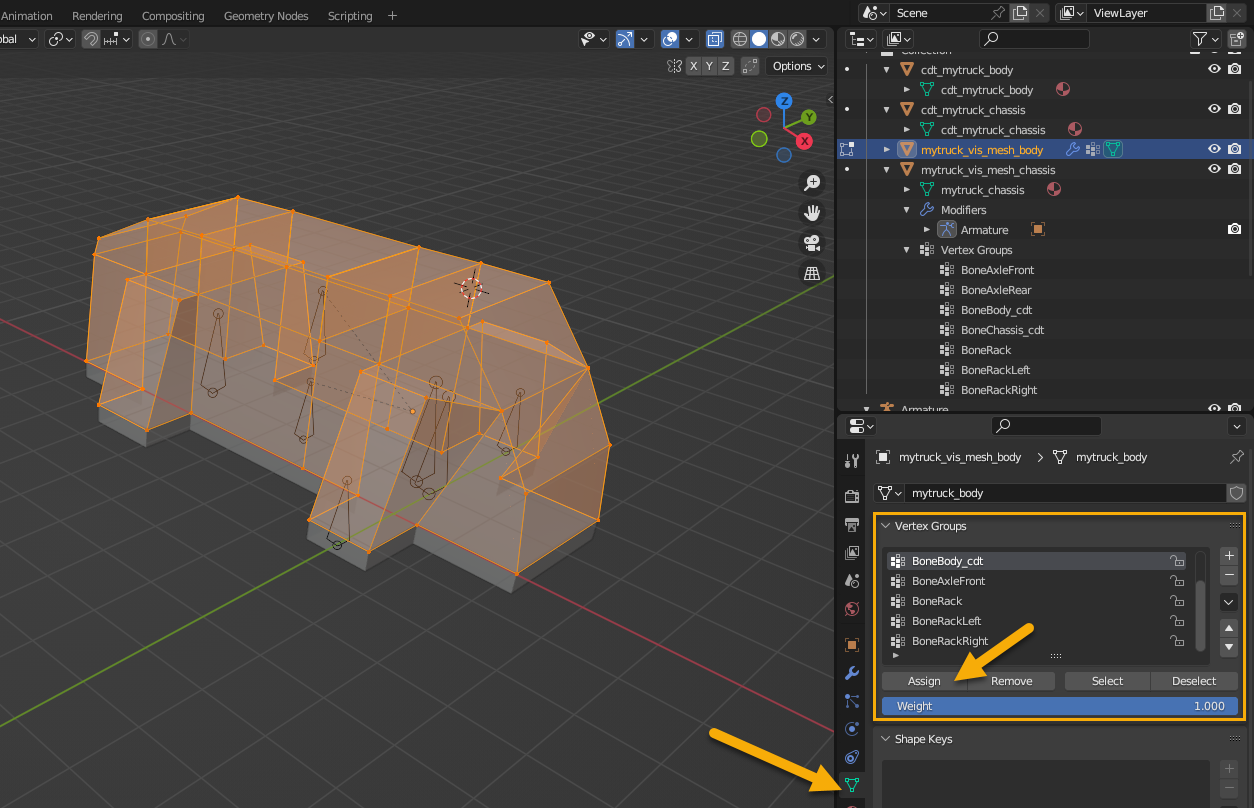 Animation Rendering Compositing Geometry Nodes Scripting +
Scene
ViewLayer
bal
X Y Z Options
Z
Y
X
Collection
cdt_mytruck_body
cdt_mytruck_body
cdt_mytruck_chassis
cdt_mytruck_chassis
mytruck_vis_mesh_body
mytruck_vis_mesh_chassis
mytruck_chassis
Modifiers
Armature
Vertex Groups
BoneAxleFront
BoneAxleRear
BoneBody_cdt
BoneChassis_cdt
BoneRack
BoneRackLeft
BoneRackRight
Armature
mytruck_vis_mesh_body > mytruck_body
mytruck_body
Vertex Groups
BoneBody_cdt
BoneAxleFront
BoneRack
BoneRackLeft
BoneRackRight
Assign Remove Select Deselect
Weight 1.000
Shape Keys